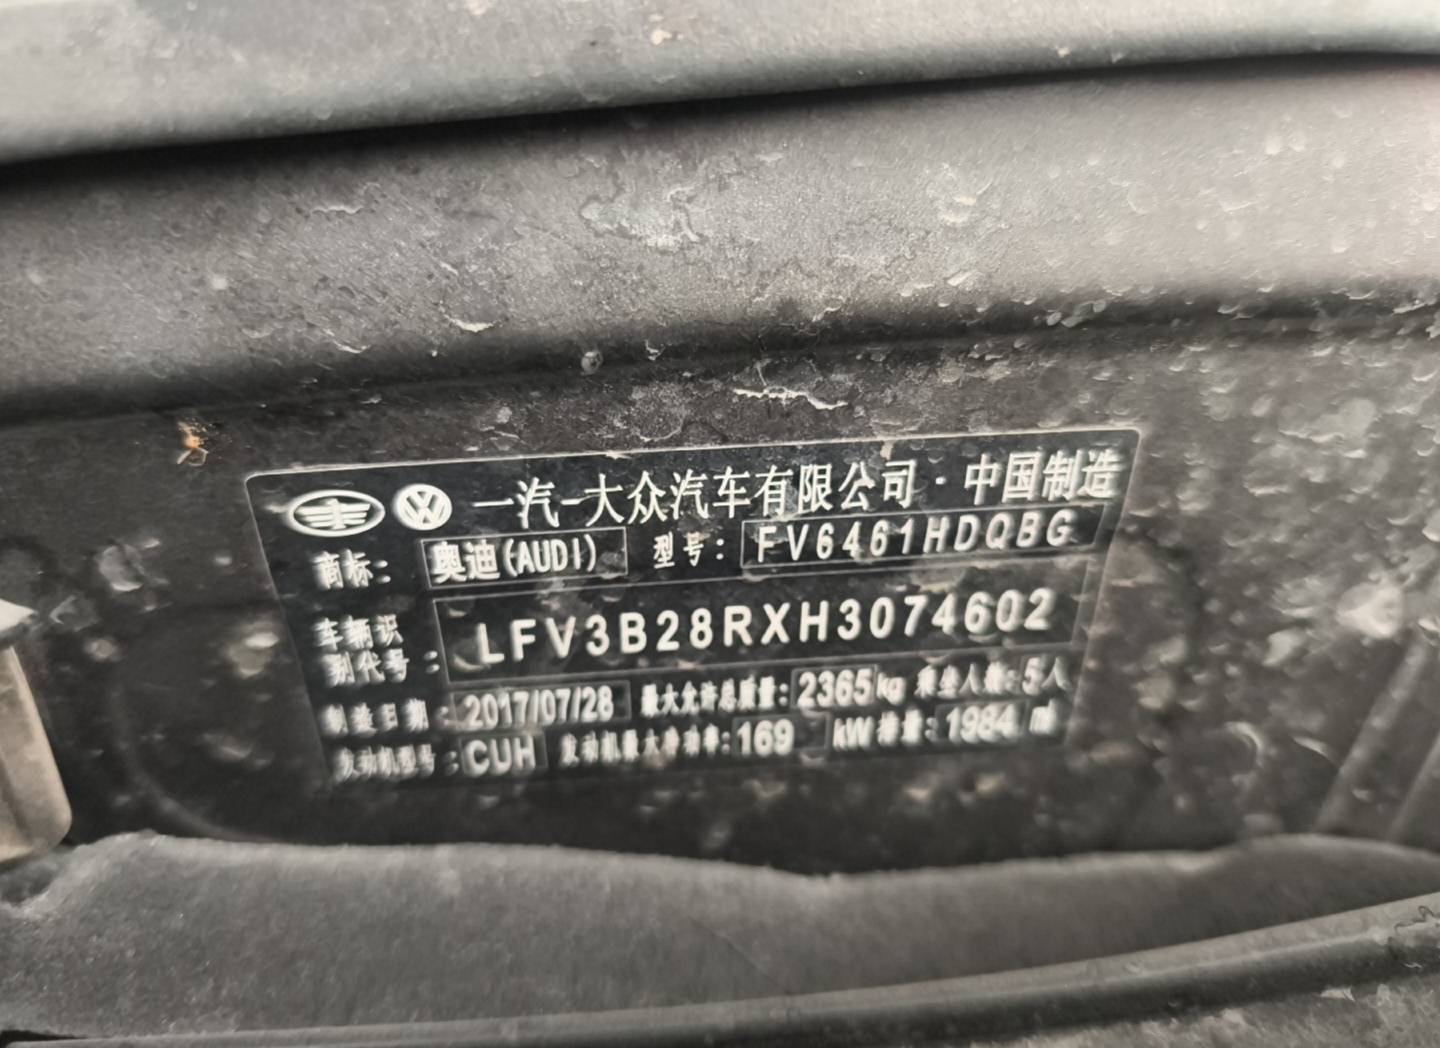 一汽-大众汽车有限公司·中国制造
商标: 奥迪(AUDI) 型号: FV6461HDQBG
车辆识别代号: LFV3B28RXH3074602
制造日期: 2017/07/28 最大允许总质量: 2365kg 乘坐人数: 5人
发动机型号: CUH 发动机最大净功率: 169 kW 排量: 1984 ml